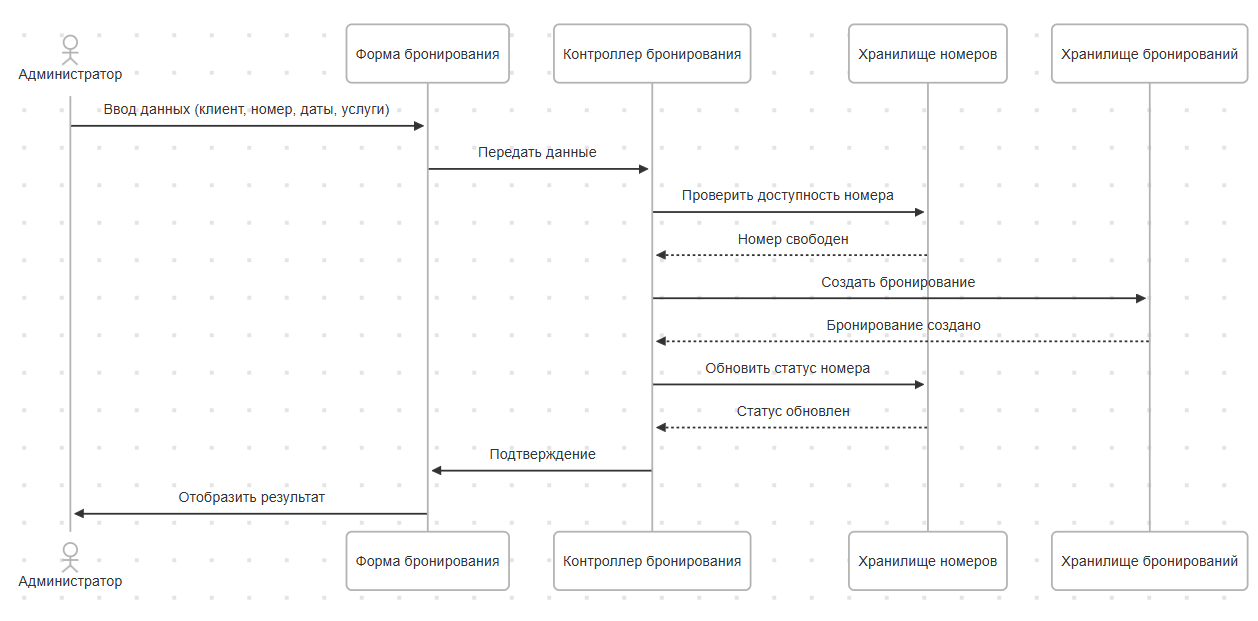 Администратор
Форма бронирования
Контроллер бронирования
Хранилище номеров
Хранилище бронирований
Ввод данных (клиент, номер, даты, услуги)
Передать данные
Проверить доступность номера
Номер свободен
Создать бронирование
Бронирование создано
Обновить статус номера
Статус обновлен
Подтверждение
Отобразить результат
Администратор
Форма бронирования
Контроллер бронирования
Хранилище номеров
Хранилище бронирований